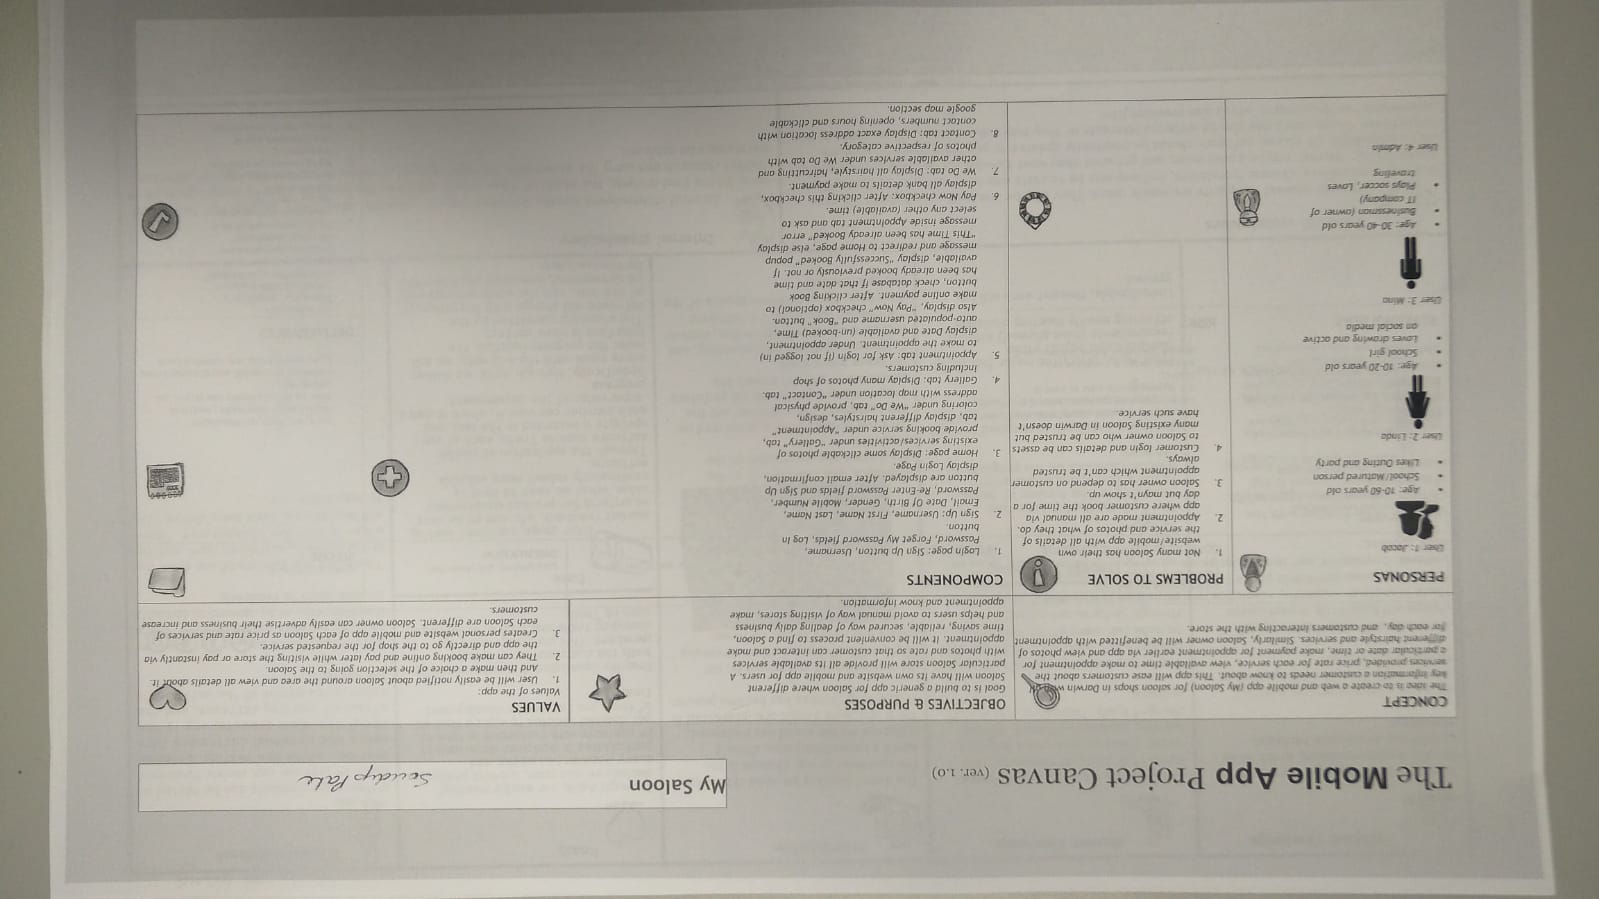 The Mobile App Project Canvas (ver. 1.0)
My Saloon
CONCEPT
The idea is to create a web and mobile app (My Saloon) for saloon shops in Darwin
key information a customer needs to know about. This app will ease customers about the
services provided, price rate for each service, view available time to make appointment for
a particular date or time, make payment for appointment earlier via app and view photos of
different hairstyle and services. Similarly, Saloon owner will be benefitted with appointment
for each day, and customers interacting with the store.
OBJECTIVES & PURPOSES
Goal is to build a generic app for Saloon where different
Saloon will have its own website and mobile app for users. A
particular Saloon store will provide all its available services
with photos and rate so that customer can interact and make
appointment. It will be convenient process to find a Saloon,
time saving, reliable, secured way of dealing daily business
and helps users to avoid manual way of visiting stores, make
appointment and know information.
VALUES
Values of the app:
1. User will be easily notified about Saloon around the area and view all details about it.
And then make a choice of the selection going to the saloon.
2. They can make booking online and pay later while visiting the store or pay instantly via
the app and directly go to the shop for the requested service.
3. Creates personal website and mobile app of each Saloon as price rate and services of
each Saloon are different. Saloon owner can easily advertise their business and increase
customers.
PERSONAS
User 1: Jacob
• Age: 10-60 years old
• School/Matured person
• Likes Outing and party
User 2: Linda
• Age: 10-20 years old
• School girl
• Loves drawing and active
on social media
User 3: Mina
• Age: 30-40 years old
• Businessman (owner of
IT company)
• Plays soccer, Loves
traveling
User 4: Admin
PROBLEMS TO SOLVE
1. Not many Saloon has their own
website/mobile app with all details of
the service and photos of what they do.
2. Appointment made are all manual via
app where customer book the time for a
day but mayn't show up.
3. Saloon owner has to depend on customer
appointment which can't be trusted
always.
4. Customer login and details can be assets
to Saloon owner who can be trusted but
many existing Saloon in Darwin doesn't
have such service.
COMPONENTS
1. Login page: Sign Up button, Username,
Password, Forget My Password fields, Log In
button.
2. Sign Up: Username, First Name, Last Name,
Email, Date Of Birth, Gender, Mobile Number,
Password, Re-Enter Password fields and Sign Up
button are displayed. After email confirmation,
display Login Page.
3. Home page: Display some clickable photos of
existing services/activities under "Gallery" tab,
provide booking service under "Appointment"
tab, display different hairstyles, design,
coloring under "We Do" tab, provide physical
address with map location under "Contact" tab.
4. Gallery tab: Display many photos of shop
including customers.
5. Appointment tab: Ask for login (if not logged in)
to make the appointment. Under appointment,
display Date and available (un-booked) Time,
auto-populated username and "Book" button.
Also display, "Pay Now" checkbox (optional) to
make online payment. After clicking Book
button, check database if that date and time
has been already booked previously or not. If
available, display "Successfully Booked" popup
message and redirect to Home page, else display
"This Time has been already Booked" error
message inside Appointment tab and ask to
select any other (available) time.
6 Pay Now checkbox: After clicking this checkbox,
display all bank details to make payment.
7. We Do tab: Display all hairstyle, haircutting and
other available services under We Do tab with
photos of respective category.
8. Contact tab: Display exact address location with
contact numbers, opening hours and clickable
google map section.